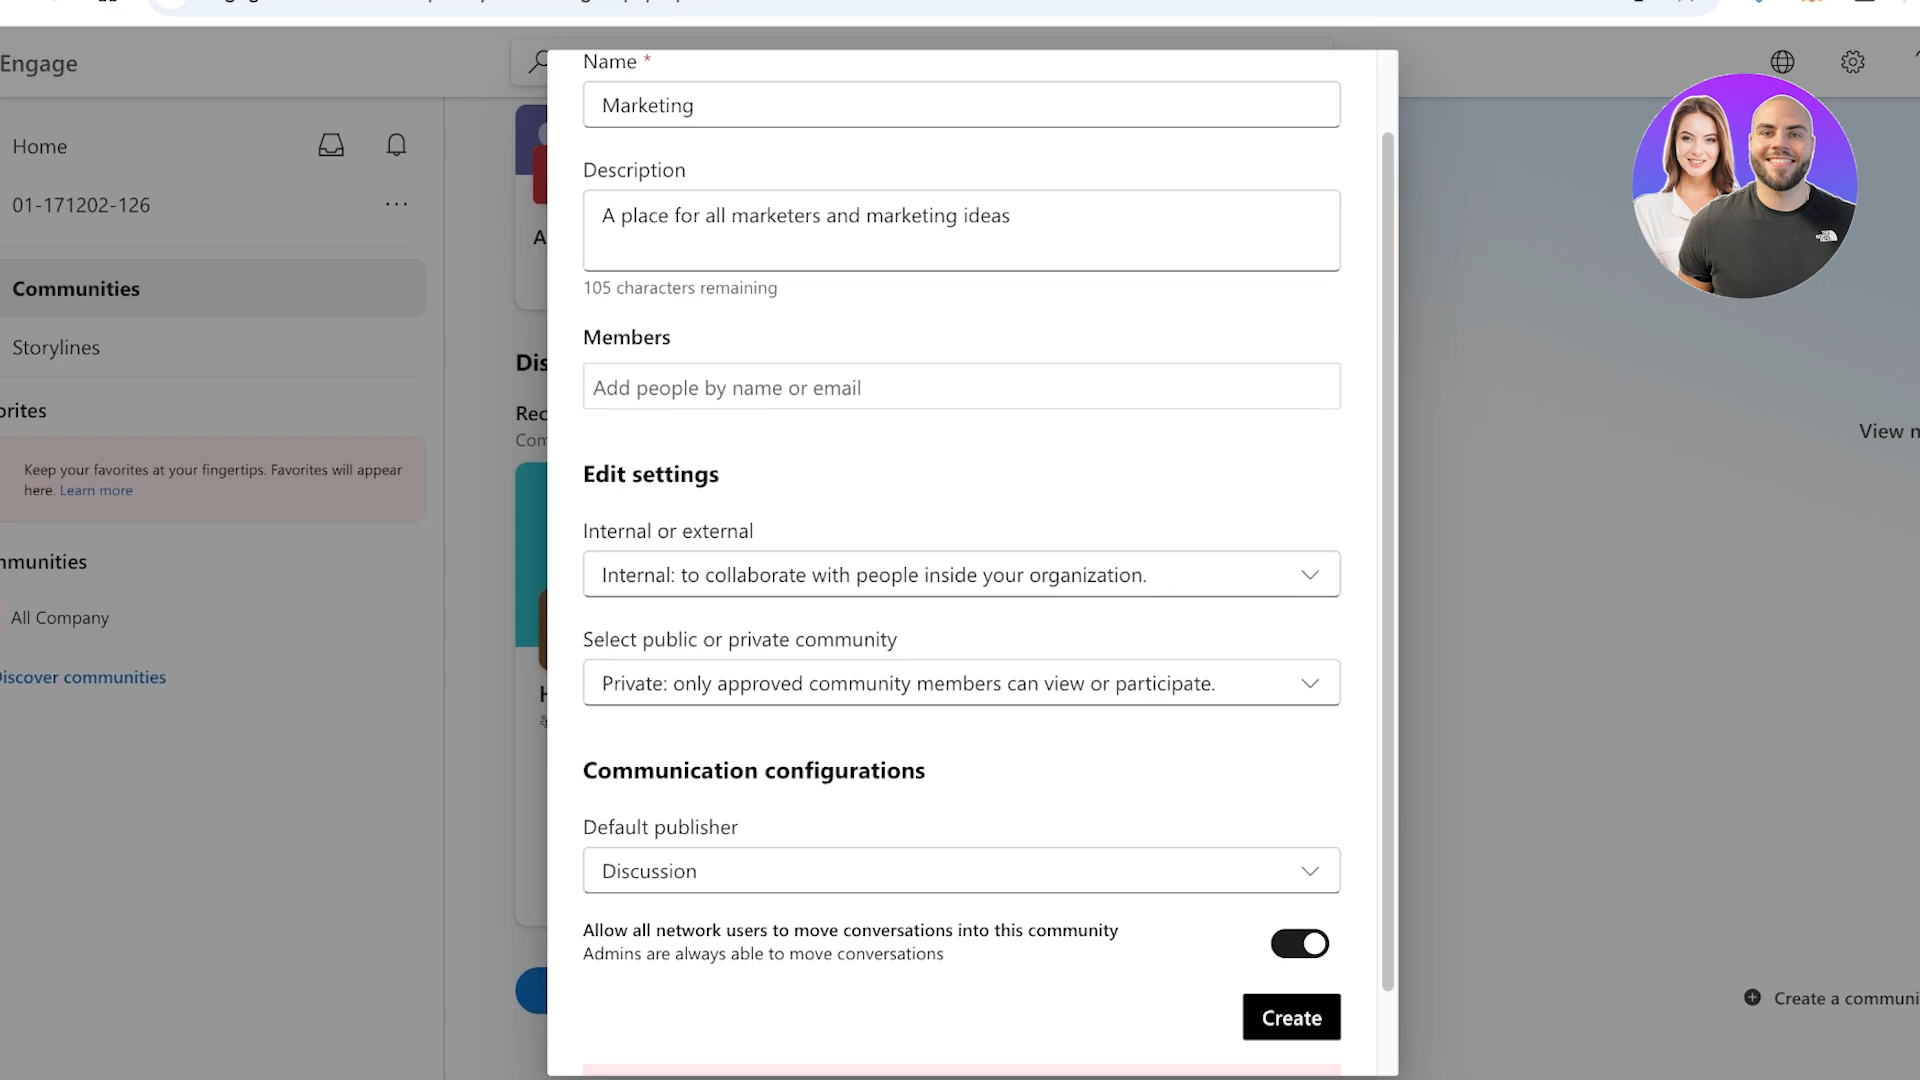 Engage
Home
01-171202-126
Communities
Storylines
orites
Keep your favorites at your fingertips. Favorites will appear
here. Learn more
mmunities
All Company
Discover communities
A
Dis
Rec
Com
H
Name *
Marketing
Description
A place for all marketers and marketing ideas
105 characters remaining
Members
Add people by name or email
Edit settings
Internal or external
Internal: to collaborate with people inside your organization.
Select public or private community
Private: only approved community members can view or participate.
Communication configurations
Default publisher
Discussion
Allow all network users to move conversations into this community
Admins are always able to move conversations
Create
View
Create a communi